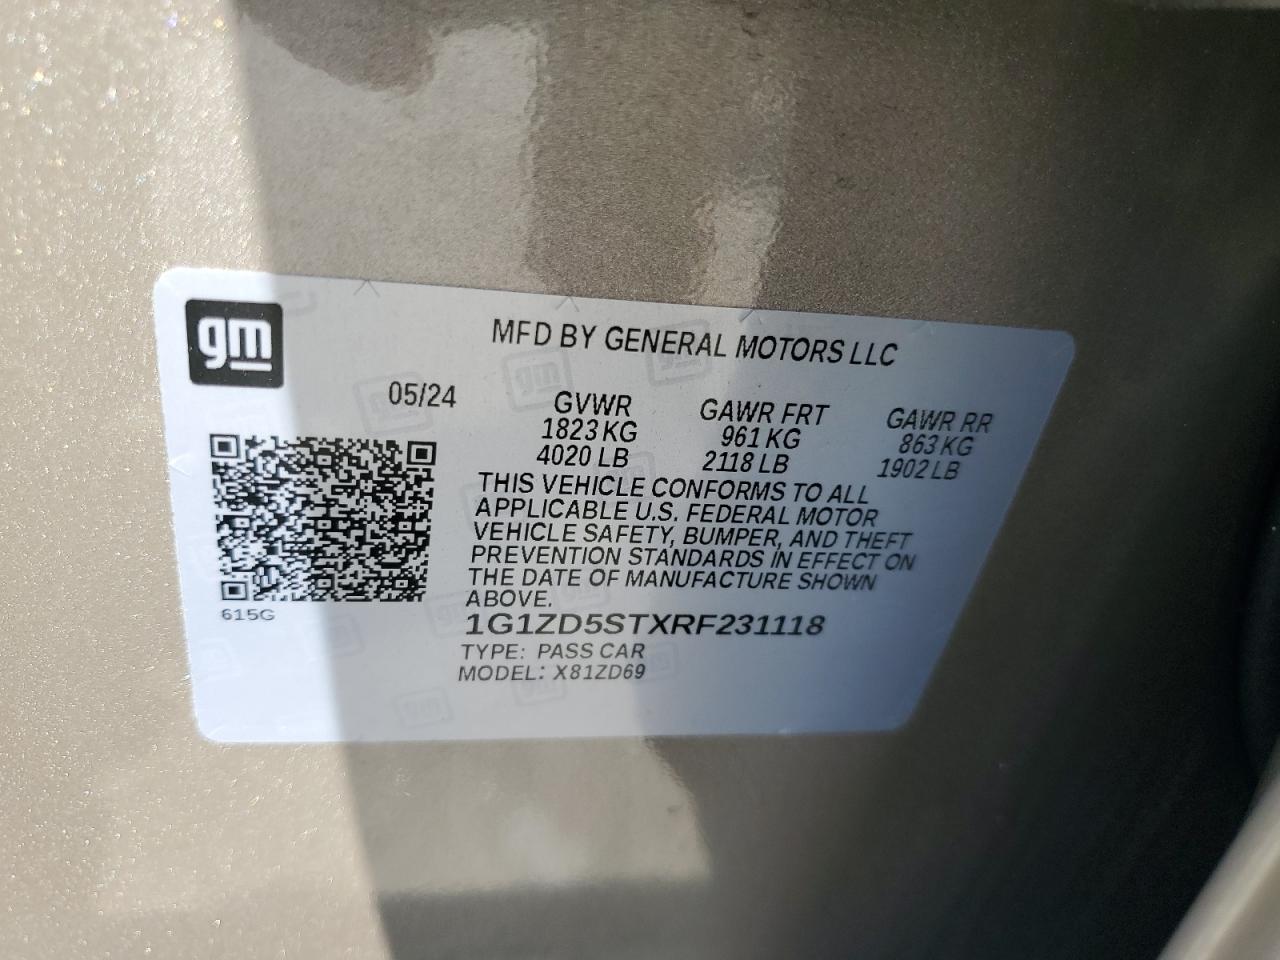 gm
MFD BY GENERAL MOTORS LLC
05/24
GVWR GAWR FRT GAWR RR
1823 KG 961 KG 863 KG
4020 LB 2118 LB 1902 LB
THIS VEHICLE CONFORMS TO ALL
APPLICABLE U.S. FEDERAL MOTOR
VEHICLE SAFETY, BUMPER, AND THEFT
PREVENTION STANDARDS IN EFFECT ON
THE DATE OF MANUFACTURE SHOWN
ABOVE.
615G
1G1ZD5STXRF231118
TYPE: PASS CAR
MODEL: X81ZD69